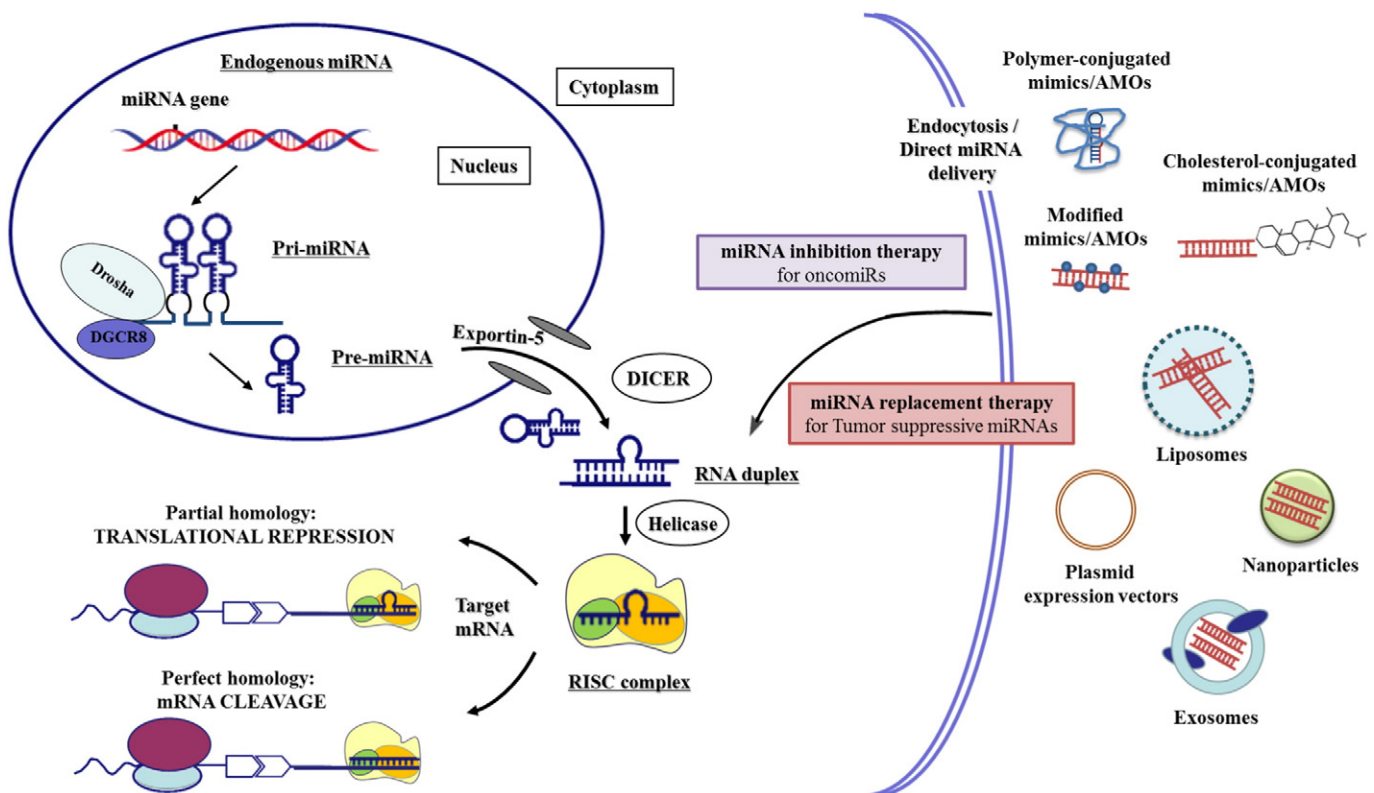 Endogenous miRNA
miRNA gene
Cytoplasm
Nucleus
Pri-miRNA
Drosha
DGCR8
Pre-miRNA
Exportin-5
DICER
RNA duplex
Helicase
Partial homology:
TRANSLATIONAL REPRESSION
Target
mRNA
RISC complex
Perfect homology:
mRNA CLEAVAGE
Endocytosis /
Direct miRNA
delivery
miRNA inhibition therapy
for oncomiRs
miRNA replacement therapy
for Tumor suppressive miRNAs
Polymer-conjugated
mimics/AMOs
Cholesterol-conjugated
mimics/AMOs
Modified
mimics/AMOs
Liposomes
Plasmid
expression vectors
Nanoparticles
Exosomes